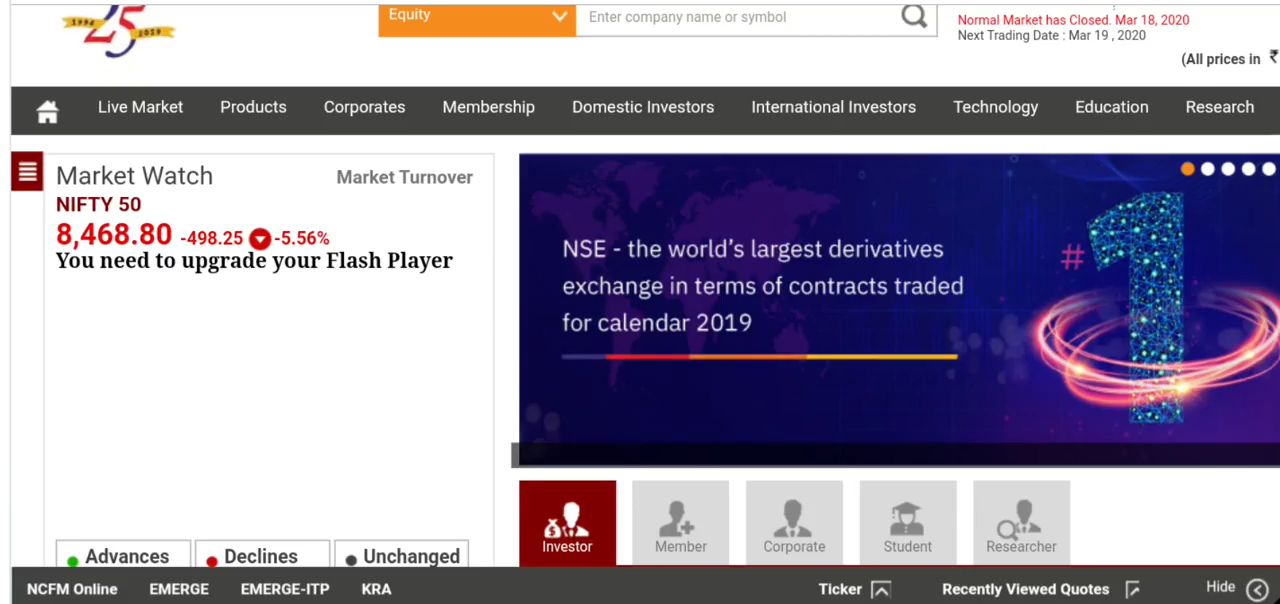 1994 25 2019
Equity
Enter company name or symbol
Normal Market has Closed. Mar 18, 2020
Next Trading Date : Mar 19 , 2020
(All prices in ₹
Live Market Products Corporates Membership Domestic Investors International Investors Technology Education Research
Market Watch
Market Turnover
NIFTY 50
8,468.80 -498.25 -5.56%
You need to upgrade your Flash Player
NSE - the world's largest derivatives
exchange in terms of contracts traded
for calendar 2019
#1
Advances Declines Unchanged
Investor Member Corporate Student Researcher
NCFM Online EMERGE EMERGE-ITP KRA Ticker Recently Viewed Quotes Hide